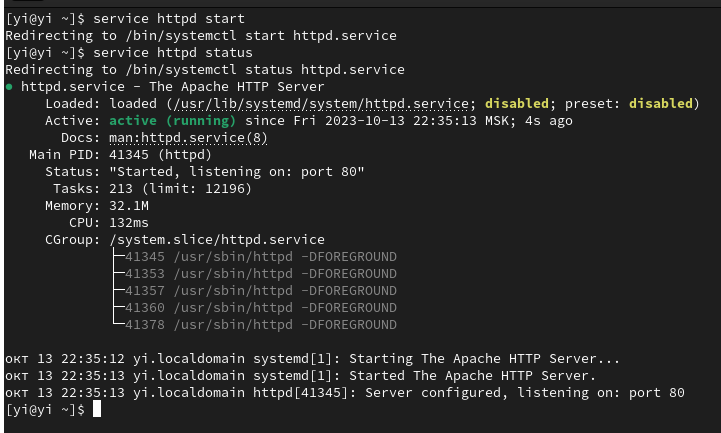 [yi@yi ~]$ service httpd start
Redirecting to /bin/systemctl start httpd.service
[yi@yi ~]$ service httpd status
Redirecting to /bin/systemctl status httpd.service
● httpd.service - The Apache HTTP Server
     Loaded: loaded (/usr/lib/systemd/system/httpd.service; disabled; preset: disabled)
     Active: active (running) since Fri 2023-10-13 22:35:13 MSK; 4s ago
       Docs: man:httpd.service(8)
   Main PID: 41345 (httpd)
     Status: "Started, listening on: port 80"
      Tasks: 213 (limit: 12196)
     Memory: 32.1M
        CPU: 132ms
     CGroup: /system.slice/httpd.service
             ├─41345 /usr/sbin/httpd -DFOREGROUND
             ├─41353 /usr/sbin/httpd -DFOREGROUND
             ├─41357 /usr/sbin/httpd -DFOREGROUND
             ├─41360 /usr/sbin/httpd -DFOREGROUND
             └─41378 /usr/sbin/httpd -DFOREGROUND
окт 13 22:35:12 yi.localdomain systemd[1]: Starting The Apache HTTP Server...
окт 13 22:35:13 yi.localdomain systemd[1]: Started The Apache HTTP Server.
окт 13 22:35:13 yi.localdomain httpd[41345]: Server configured, listening on: port 80
[yi@yi ~]$